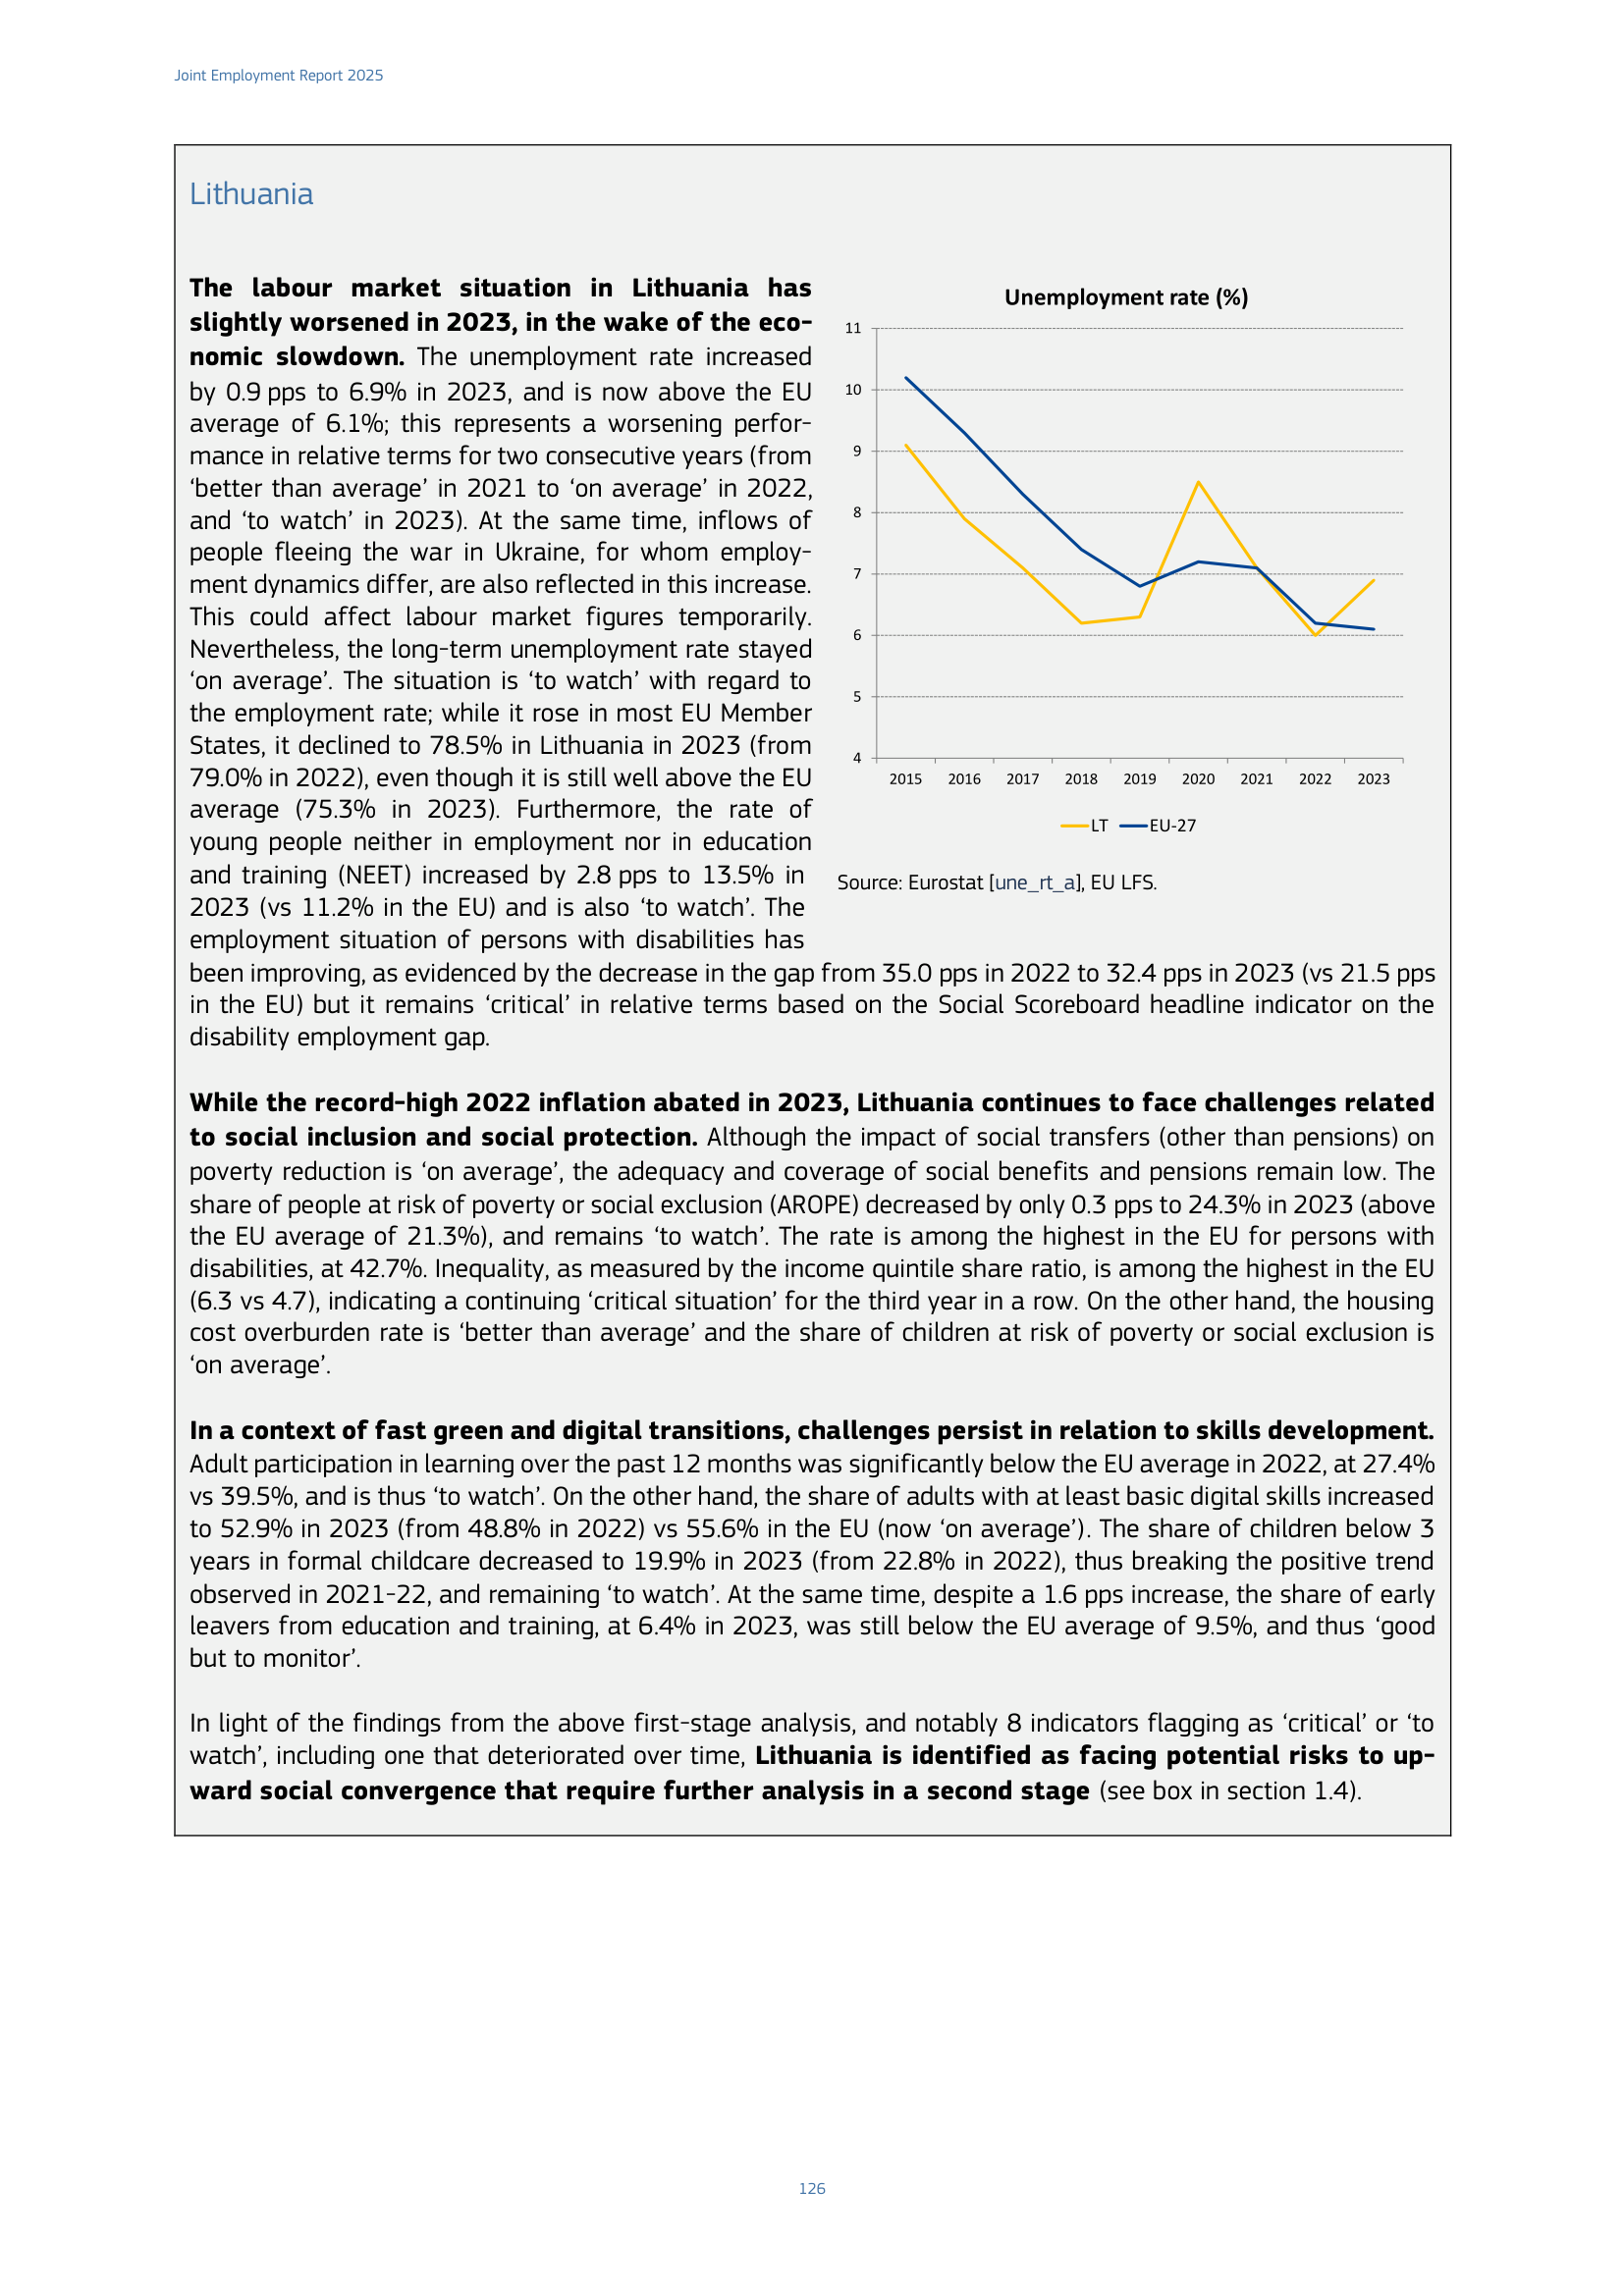 Joint Employment Report 2025
Lithuania
The labour market situation in Lithuania has
slightly worsened in 2023, in the wake of the eco-
nomic slowdown. The unemployment rate increased
by 0.9 pps to 6.9% in 2023, and is now above the EU
average of 6.1%; this represents a worsening perfor-
mance in relative terms for two consecutive years (from
‘better than average’ in 2021 to ‘on average’ in 2022,
and ‘to watch’ in 2023). At the same time, inflows of
people fleeing the war in Ukraine, for whom employ-
ment dynamics differ, are also reflected in this increase.
This could affect labour market figures temporarily.
Nevertheless, the long-term unemployment rate stayed
‘on average’. The situation is ‘to watch’ with regard to
the employment rate; while it rose in most EU Member
States, it declined to 78.5% in Lithuania in 2023 (from
79.0% in 2022), even though it is still well above the EU
average (75.3% in 2023). Furthermore, the rate of
young people neither in employment nor in education
and training (NEET) increased by 2.8 pps to 13.5% in
2023 (vs 11.2% in the EU) and is also ‘to watch’. The
employment situation of persons with disabilities has
Unemployment rate (%)
11
10
9
8
7
6
5
4
2015 2016 2017 2018 2019 2020 2021 2022 2023
LT EU-27
Source: Eurostat [une_rt_a], EU LFS.
been improving, as evidenced by the decrease in the gap from 35.0 pps in 2022 to 32.4 pps in 2023 (vs 21.5 pps
in the EU) but it remains ‘critical’ in relative terms based on the Social Scoreboard headline indicator on the
disability employment gap.
While the record-high 2022 inflation abated in 2023, Lithuania continues to face challenges related
to social inclusion and social protection. Although the impact of social transfers (other than pensions) on
poverty reduction is ‘on average’, the adequacy and coverage of social benefits and pensions remain low. The
share of people at risk of poverty or social exclusion (AROPE) decreased by only 0.3 pps to 24.3% in 2023 (above
the EU average of 21.3%), and remains ‘to watch’. The rate is among the highest in the EU for persons with
disabilities, at 42.7%. Inequality, as measured by the income quintile share ratio, is among the highest in the EU
(6.3 vs 4.7), indicating a continuing ‘critical situation’ for the third year in a row. On the other hand, the housing
cost overburden rate is ‘better than average’ and the share of children at risk of poverty or social exclusion is
‘on average’.
In a context of fast green and digital transitions, challenges persist in relation to skills development.
Adult participation in learning over the past 12 months was significantly below the EU average in 2022, at 27.4%
vs 39.5%, and is thus ‘to watch’. On the other hand, the share of adults with at least basic digital skills increased
to 52.9% in 2023 (from 48.8% in 2022) vs 55.6% in the EU (now ‘on average’). The share of children below 3
years in formal childcare decreased to 19.9% in 2023 (from 22.8% in 2022), thus breaking the positive trend
observed in 2021-22, and remaining ‘to watch’. At the same time, despite a 1.6 pps increase, the share of early
leavers from education and training, at 6.4% in 2023, was still below the EU average of 9.5%, and thus ‘good
but to monitor’.
In light of the findings from the above first-stage analysis, and notably 8 indicators flagging as ‘critical’ or ‘to
watch’, including one that deteriorated over time, Lithuania is identified as facing potential risks to up-
ward social convergence that require further analysis in a second stage (see box in section 1.4).
126